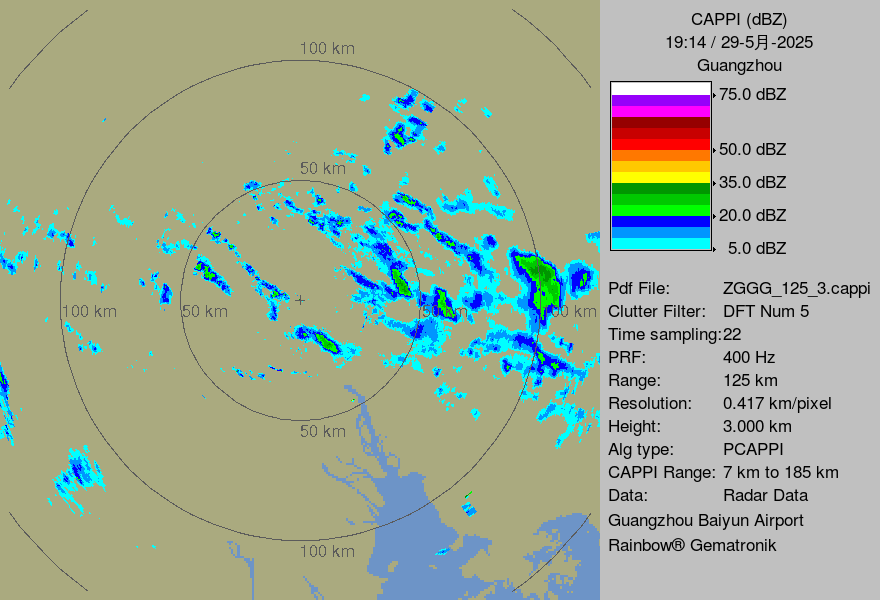 100 km
50 km
100 km
50 km
50 km
00 km
50 km
100 km
CAPPI (dBZ)
19:14 / 29-5月-2025
Guangzhou
75.0 dBZ
50.0 dBZ
35.0 dBZ
20.0 dBZ
5.0 dBZ
Pdf File: ZGGG_125_3.cappi
Clutter Filter: DFT Num 5
Time sampling:22
PRF: 400 Hz
Range: 125 km
Resolution: 0.417 km/pixel
Height: 3.000 km
Alg type: PCAPPI
CAPPI Range: 7 km to 185 km
Data: Radar Data
Guangzhou Baiyun Airport
Rainbow® Gematronik